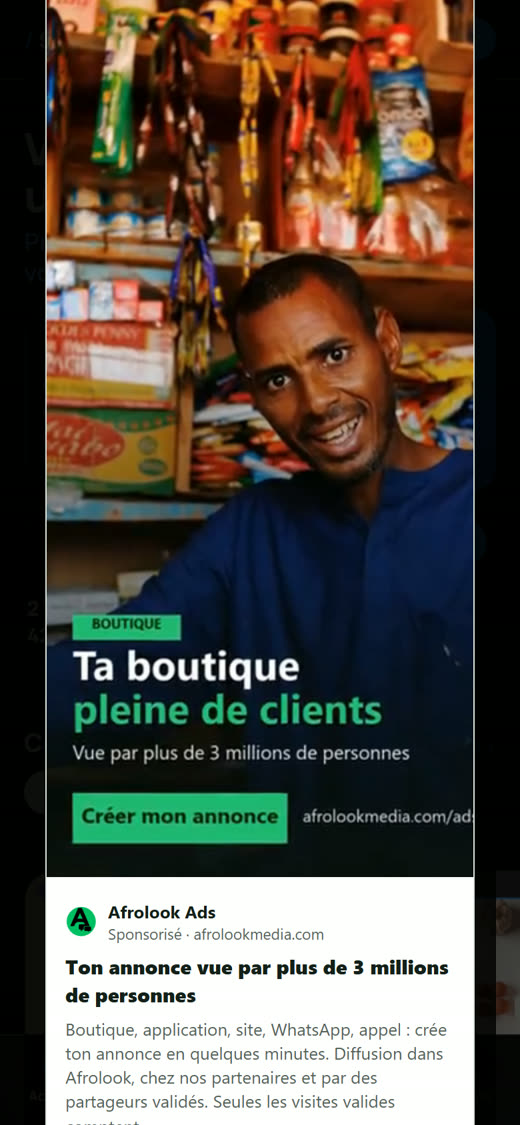 BOUTIQUE
Ta boutique
pleine de clients
Vue par plus de 3 millions de personnes
Créer mon annonce
afrolookmedia.com/ads
Afrolook Ads
Sponsorisé · afrolookmedia.com
Ton annonce vue par plus de 3 millions
de personnes
Boutique, application, site, WhatsApp, appel : crée
ton annonce en quelques minutes. Diffusion dans
Afrolook, chez nos partenaires et par des
partageurs validés. Seules les visites valides